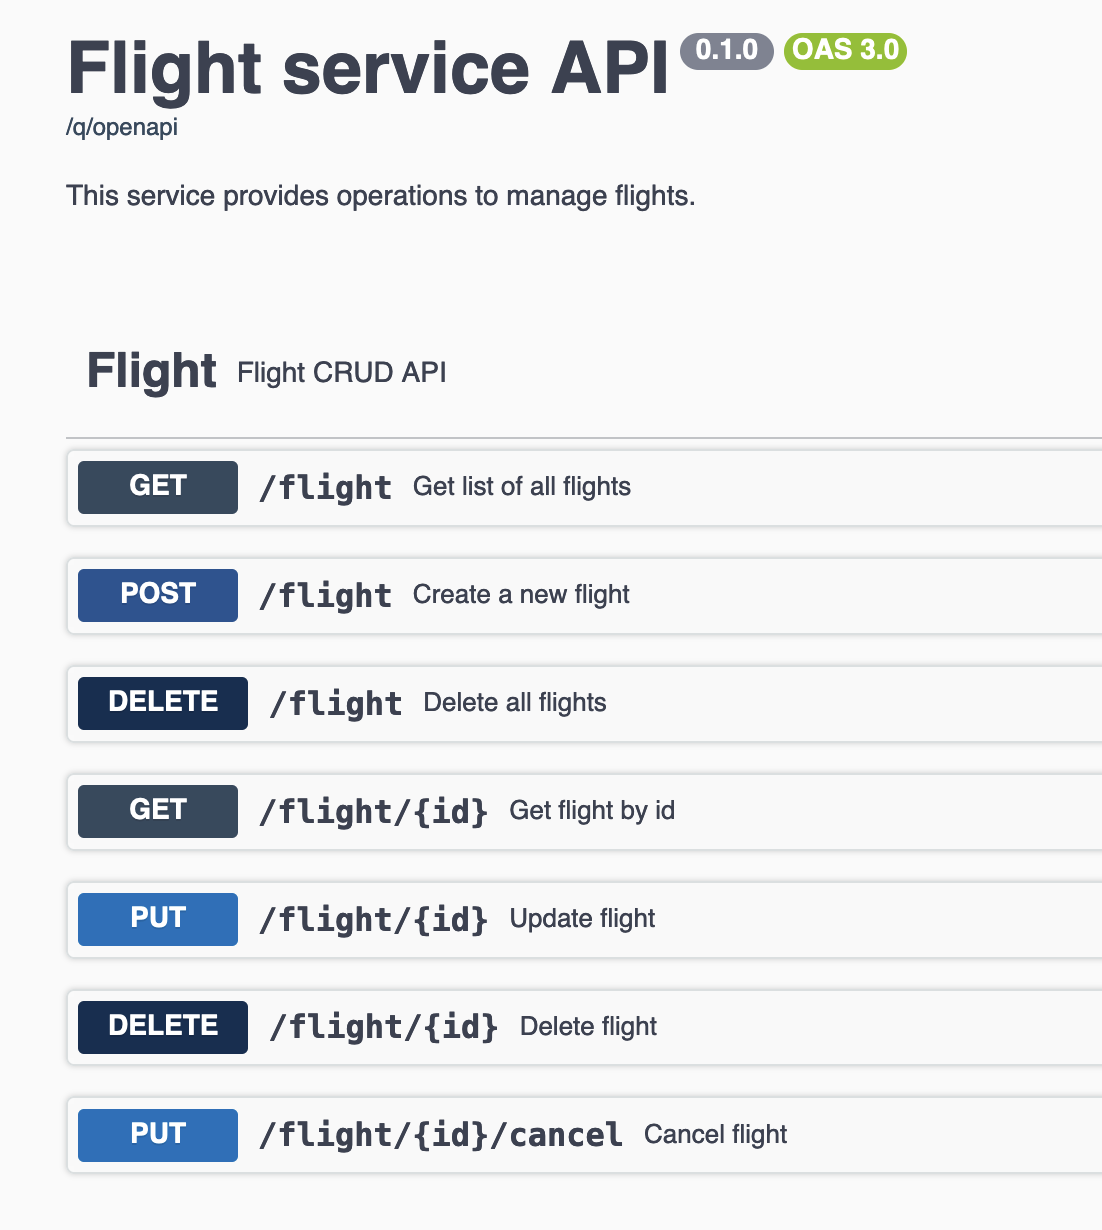 Flight service API 0.1.0 OAS 3.0
/q/openapi
This service provides operations to manage flights.
Flight Flight CRUD API
GET /flight Get list of all flights
POST /flight Create a new flight
DELETE /flight Delete all flights
GET /flight/{id} Get flight by id
PUT /flight/{id} Update flight
DELETE /flight/{id} Delete flight
PUT /flight/{id}/cancel Cancel flight